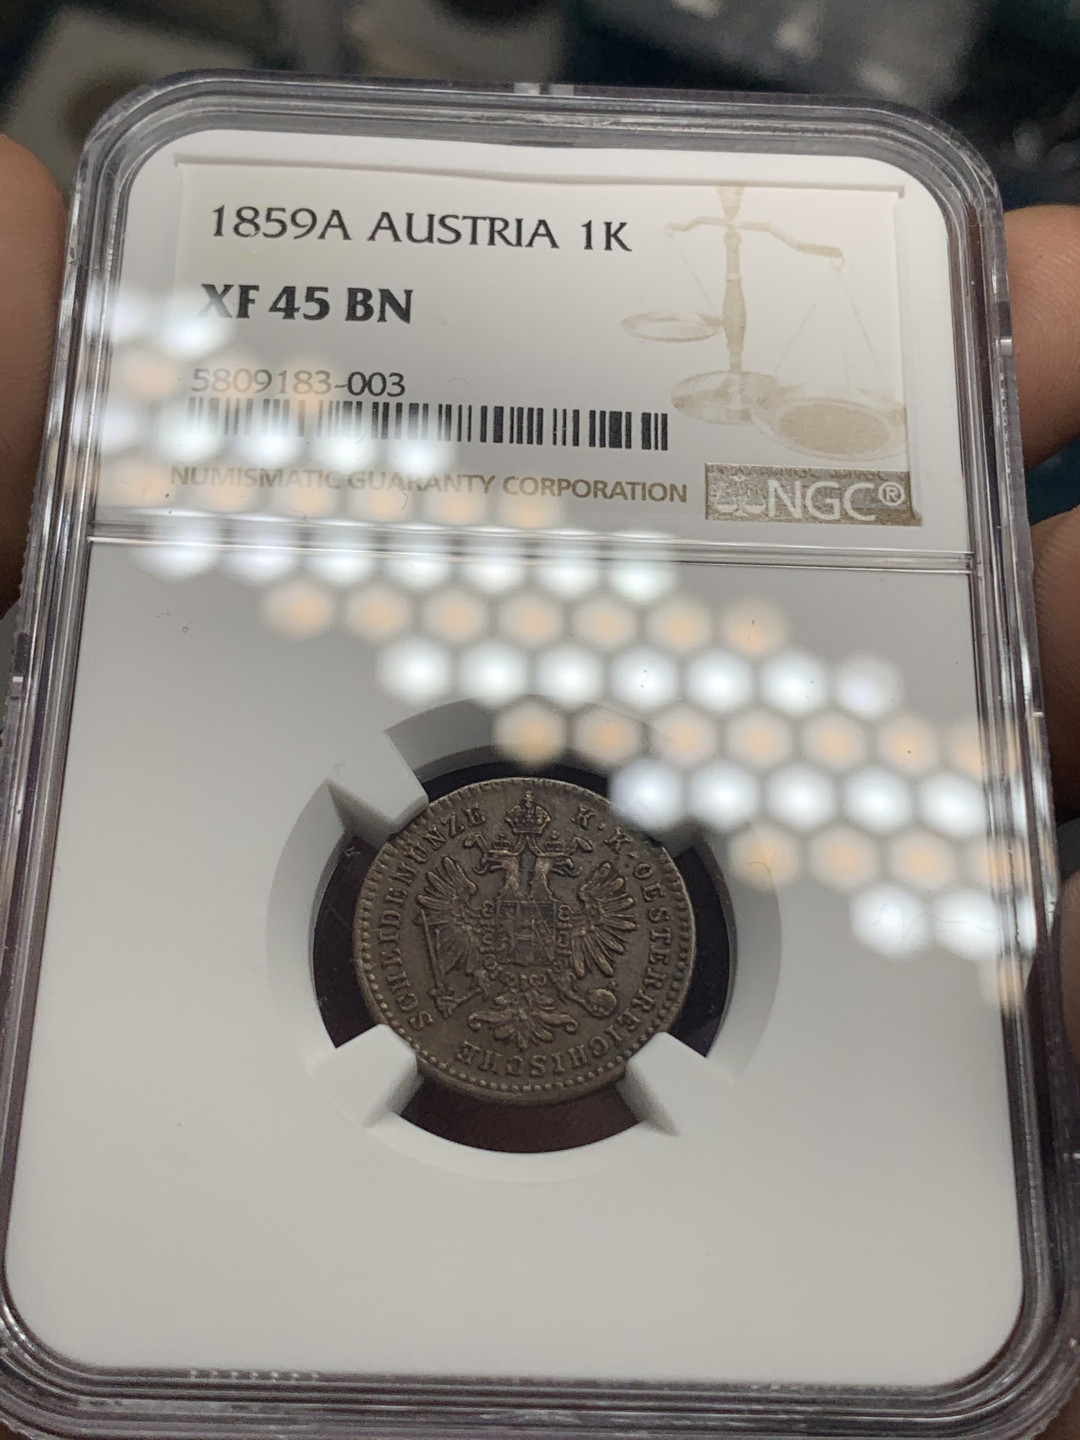 1859A AUSTRIA 1K
XF 45 BN
5809183-003
NUMISMATIC GUARANTY CORPORATION
NGC®
K·K·OESTERREICHISCHE
SCHEIDEMÜNZE